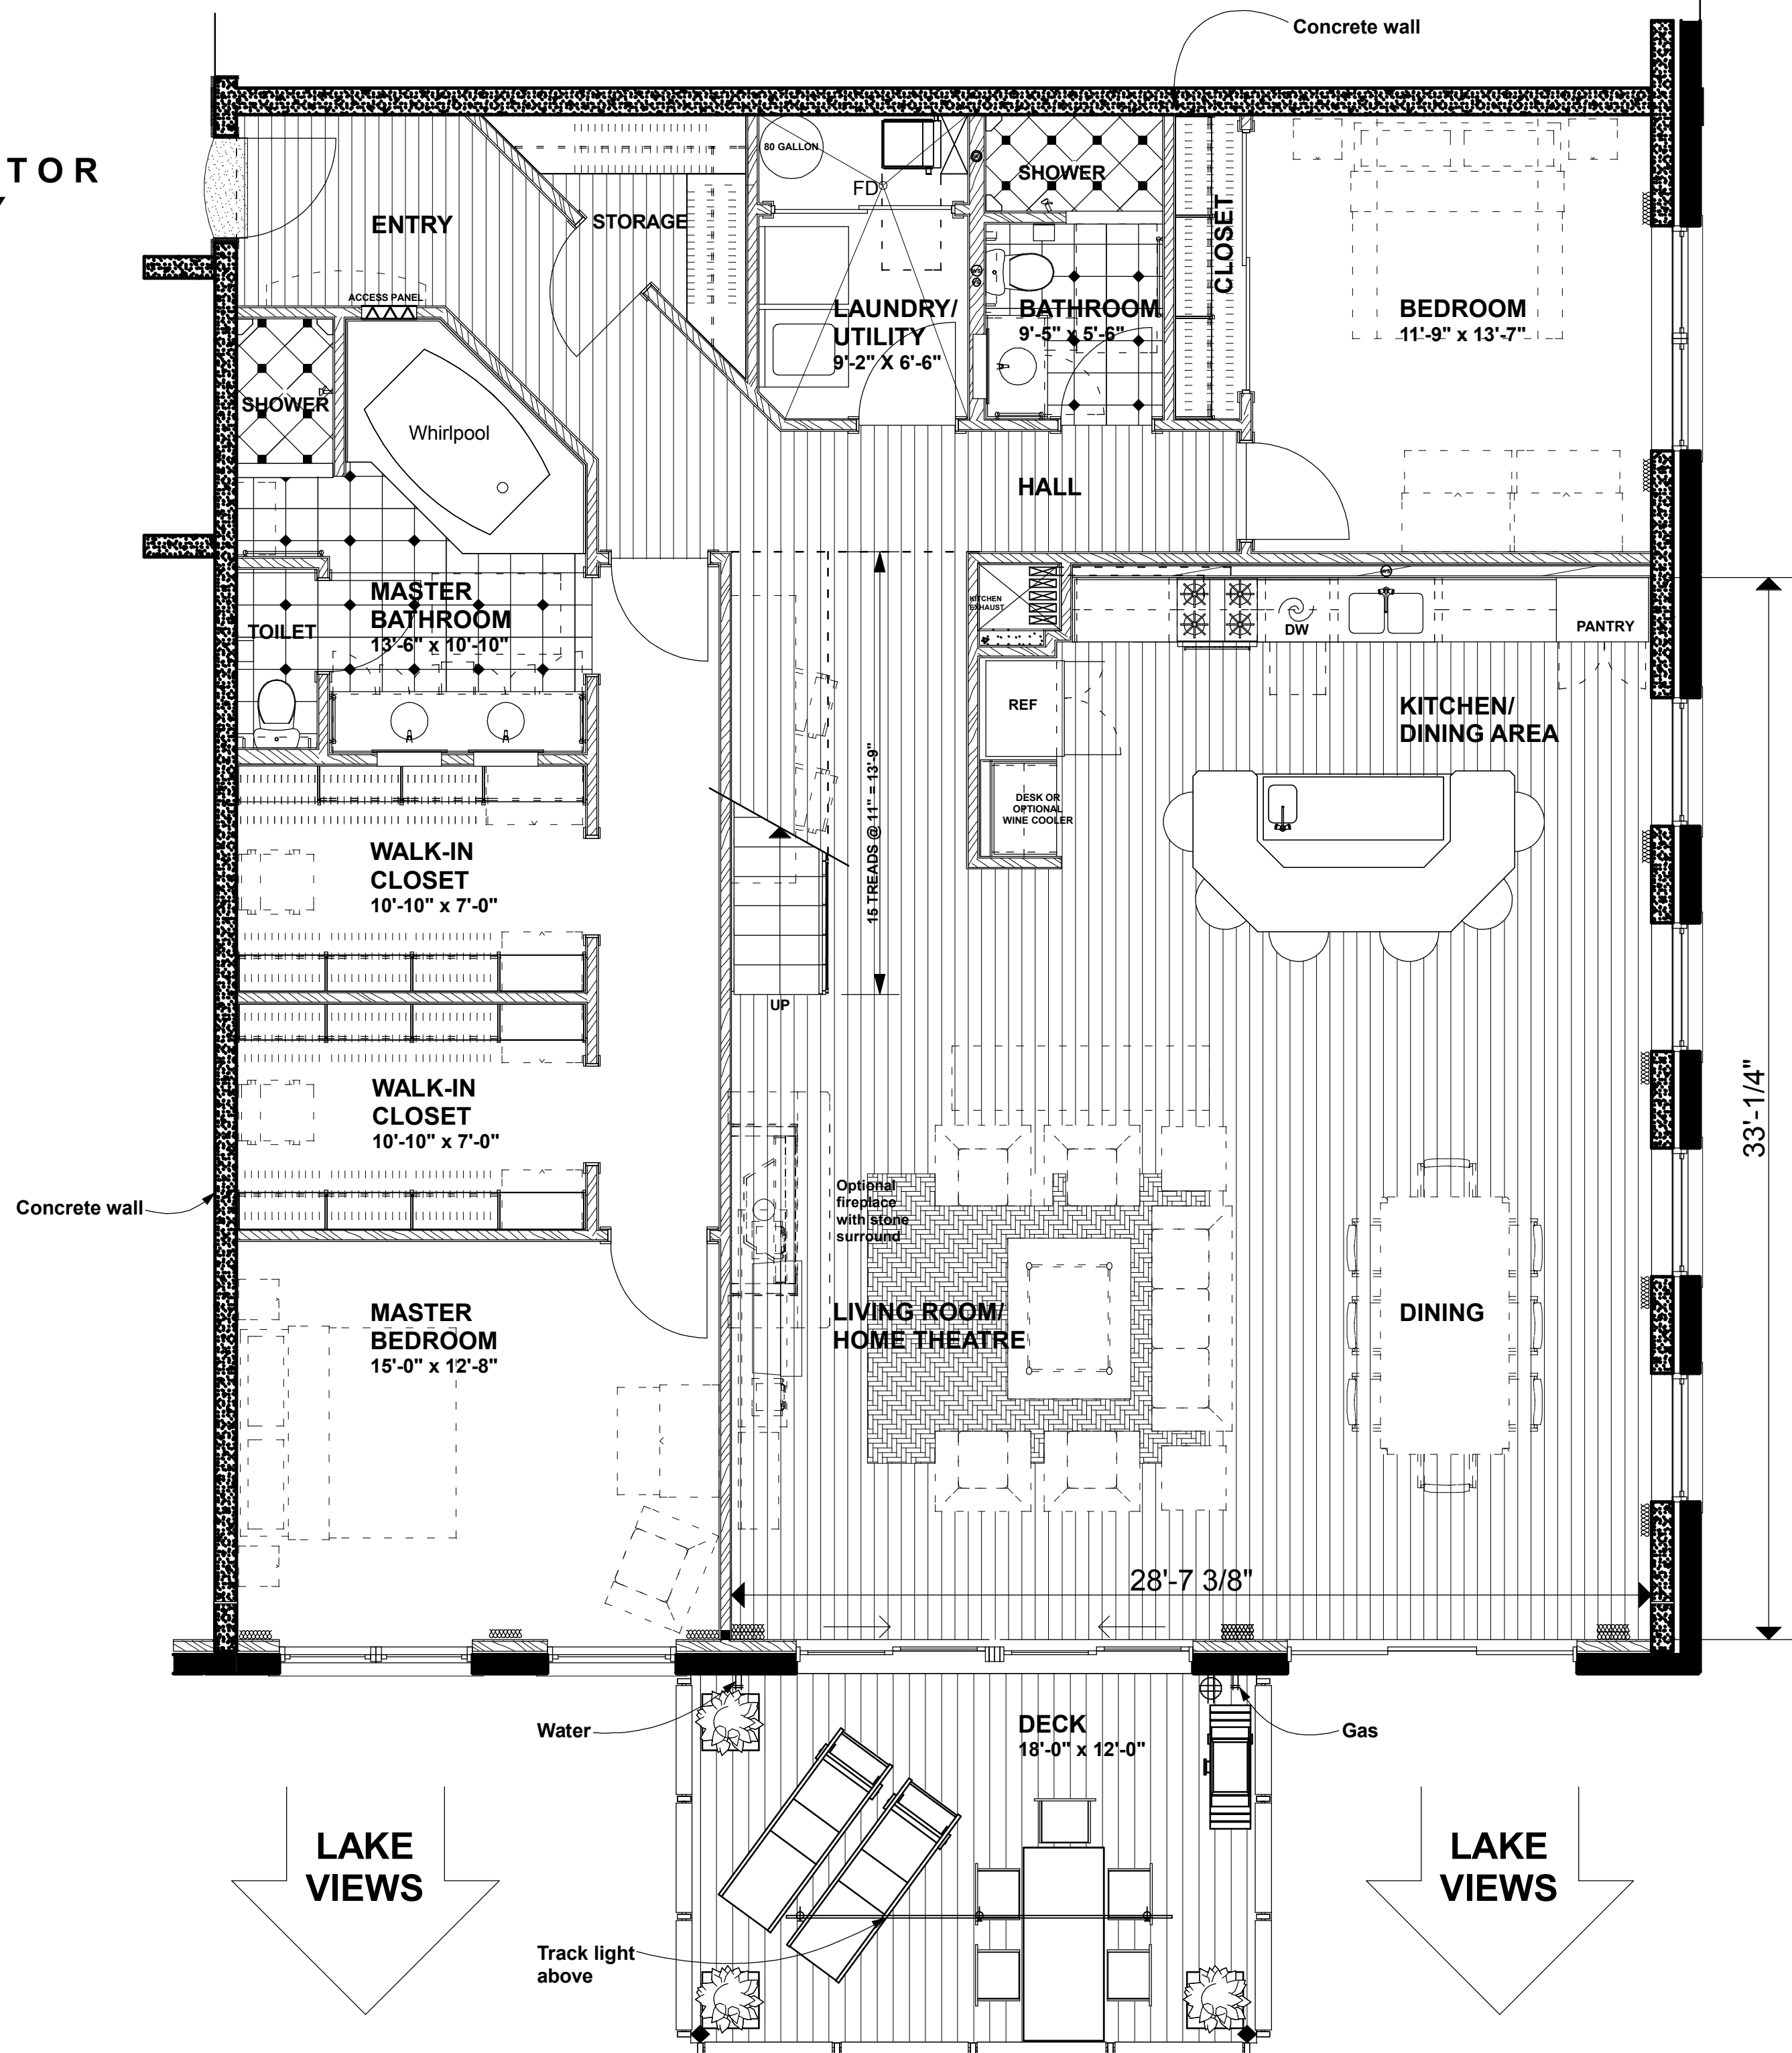 Concrete wall
TOR
ENTRY
STORAGE
80 GALLON
FD
SHOWER
CLOSET
LAUNDRY/
UTILITY
9'-2" X 6'-6"
BATHROOM
9'-5" x 5'-6"
BEDROOM
11'-9" x 13'-7"
ACCESS PANEL
SHOWER
Whirlpool
HALL
MASTER
BATHROOM
13'-6" x 10'-10"
TOILET
KITCHEN
EXHAUST
DW
PANTRY
REF
KITCHEN/
DINING AREA
15 TREADS @ 11" = 13'-9"
DESK OR
OPTIONAL
WINE COOLER
WALK-IN
CLOSET
10'-10" x 7'-0"
UP
WALK-IN
CLOSET
10'-10" x 7'-0"
33'-1/4"
Concrete wall
Optional
fireplace
with stone
surround
MASTER
BEDROOM
15'-0" x 12'-8"
LIVING ROOM/
HOME THEATRE
DINING
28'-7 3/8"
Water
DECK
18'-0" x 12'-0"
Gas
LAKE
VIEWS
LAKE
VIEWS
Track light
above